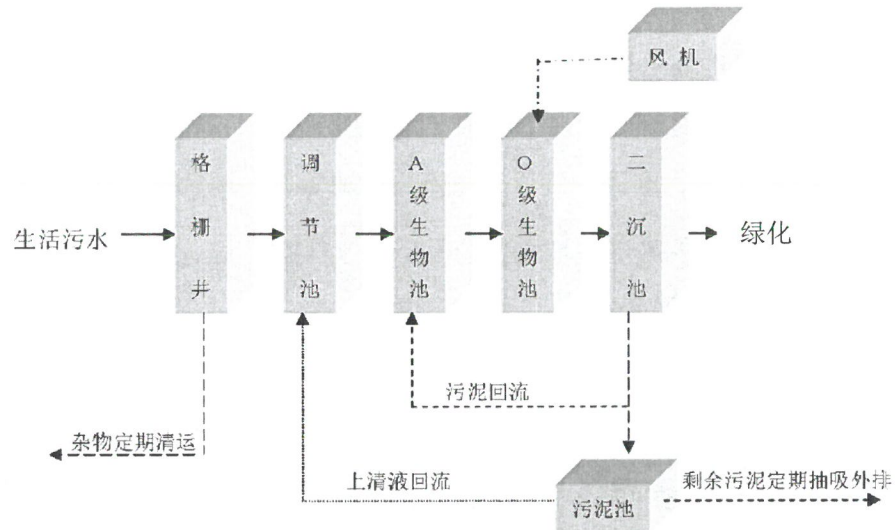 风 机
格栅井
调节池
A级生物池
O级生物池
二沉池
生活污水
绿化
污泥回流
杂物定期清运
上清液回流
污泥池
剩余污泥定期抽吸外排